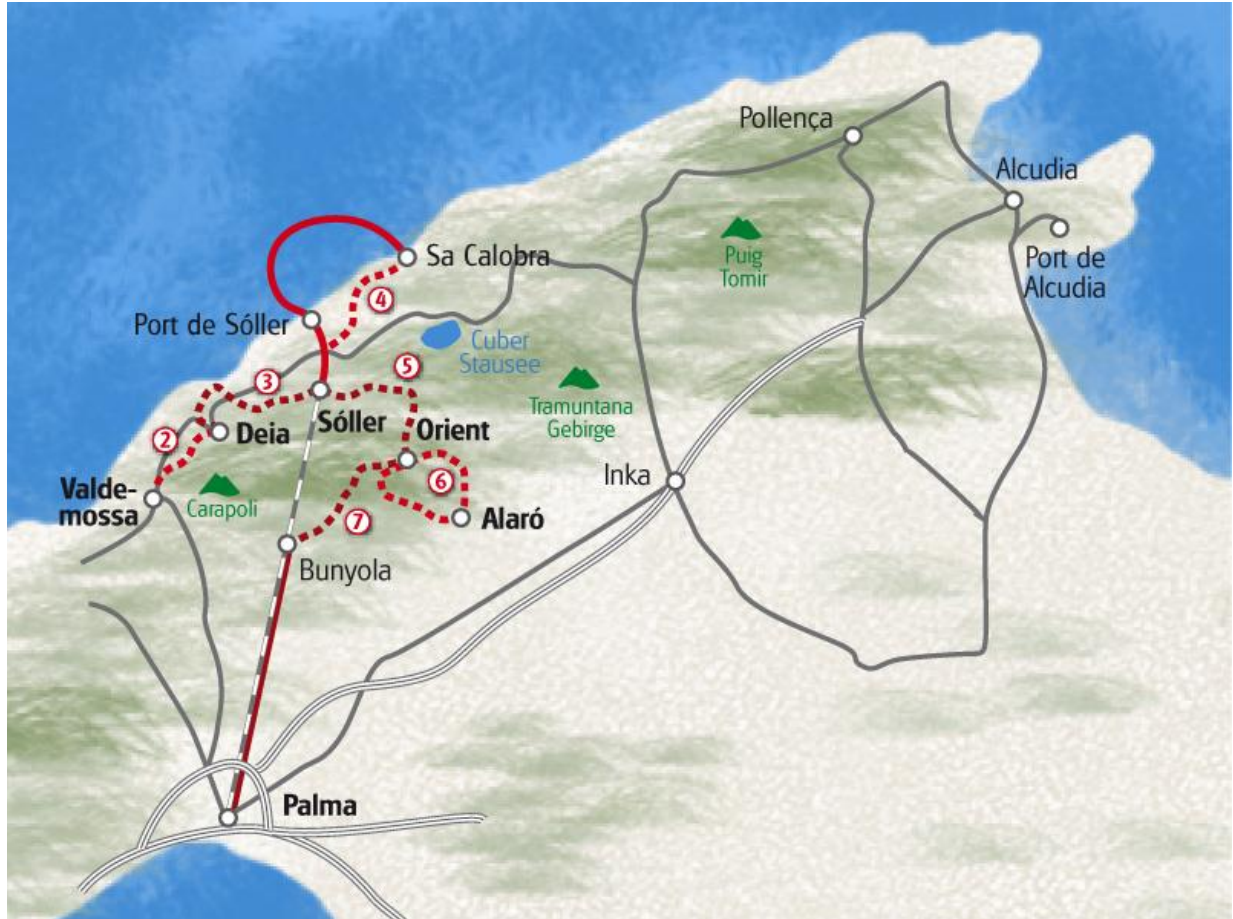 Pollença
Alcudia
Puig
Tomir
Port de
Alcudia
Sa Calobra
4
Port de Sóller
Cuber
Stausee
5
3
Tramuntana
Gebirge
Sóller
Orient
2
Deia
6
Inka
Valde-
mossa
Carapoli
7
Alaró
Bunyola
Palma